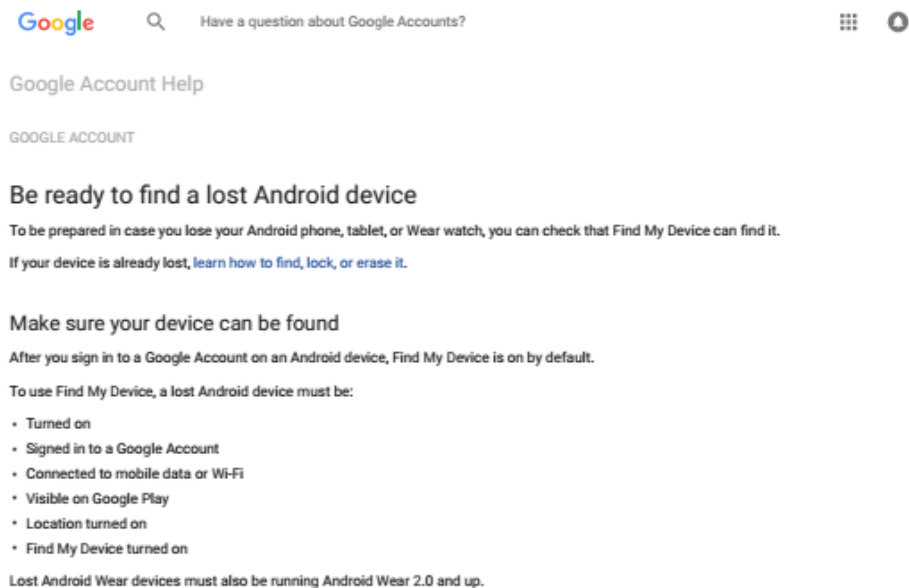 Google Have a question about Google Accounts?
Google Account Help
GOOGLE ACCOUNT
Be ready to find a lost Android device
To be prepared in case you lose your Android phone, tablet, or Wear watch, you can check that Find My Device can find it.
If your device is already lost, learn how to find, lock, or erase it.
Make sure your device can be found
After you sign in to a Google Account on an Android device, Find My Device is on by default.
To use Find My Device, a lost Android device must be:
• Turned on
• Signed in to a Google Account
• Connected to mobile data or Wi-Fi
• Visible on Google Play
• Location turned on
• Find My Device turned on
Lost Android Wear devices must also be running Android Wear 2.0 and up.